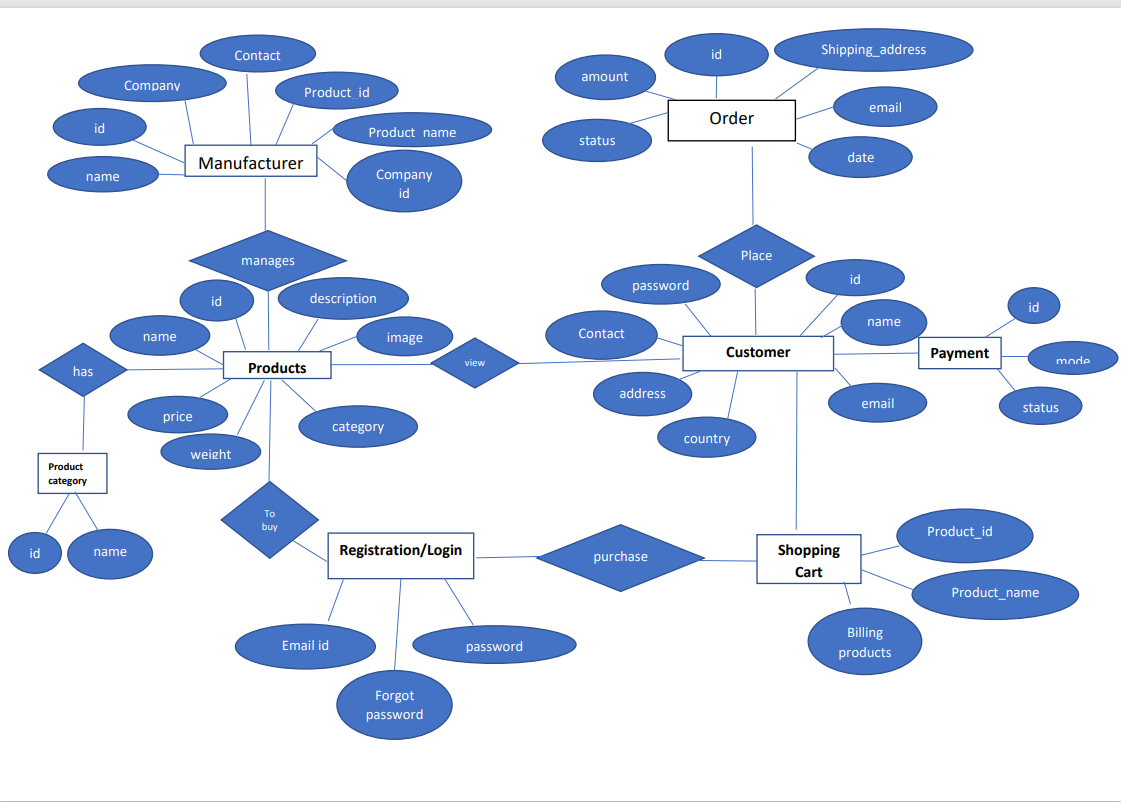 Contact
Company
Product_id
id
Product_name
Manufacturer
name
Company
id
id
Shipping_address
amount
email
Order
status
date
manages
Place
id
description
password
id
name
image
Contact
name
id
has
Products
view
Customer
Payment
mode
price
category
address
email
status
weight
country
Product
category
id
name
To
buy
Registration/Login
purchase
Shopping
Cart
Product_id
Product_name
Email id
password
Forgot
password
Billing
products